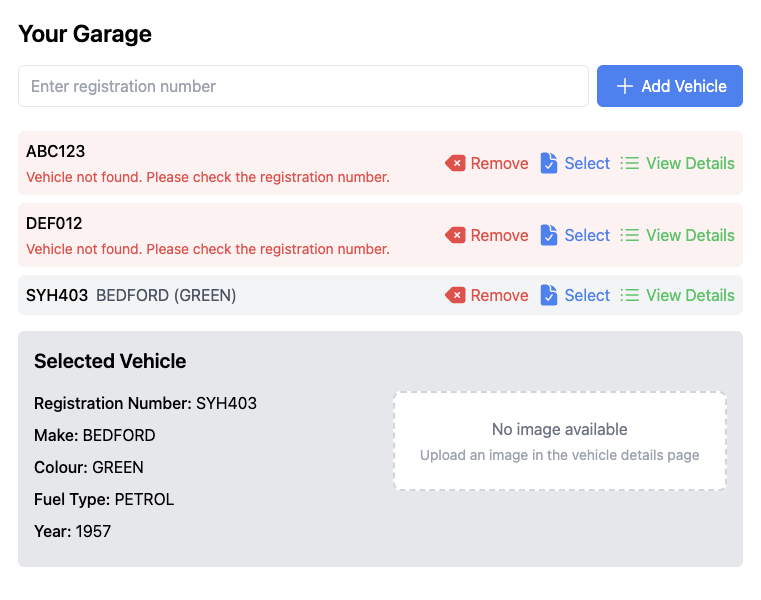 Your Garage
Enter registration number
Add Vehicle
ABC123
Vehicle not found. Please check the registration number.
Remove Select View Details
DEF012
Vehicle not found. Please check the registration number.
Remove Select View Details
SYH403 BEDFORD (GREEN) Remove Select View Details
Selected Vehicle
Registration Number: SYH403
Make: BEDFORD
Colour: GREEN
Fuel Type: PETROL
Year: 1957
No image available
Upload an image in the vehicle details page